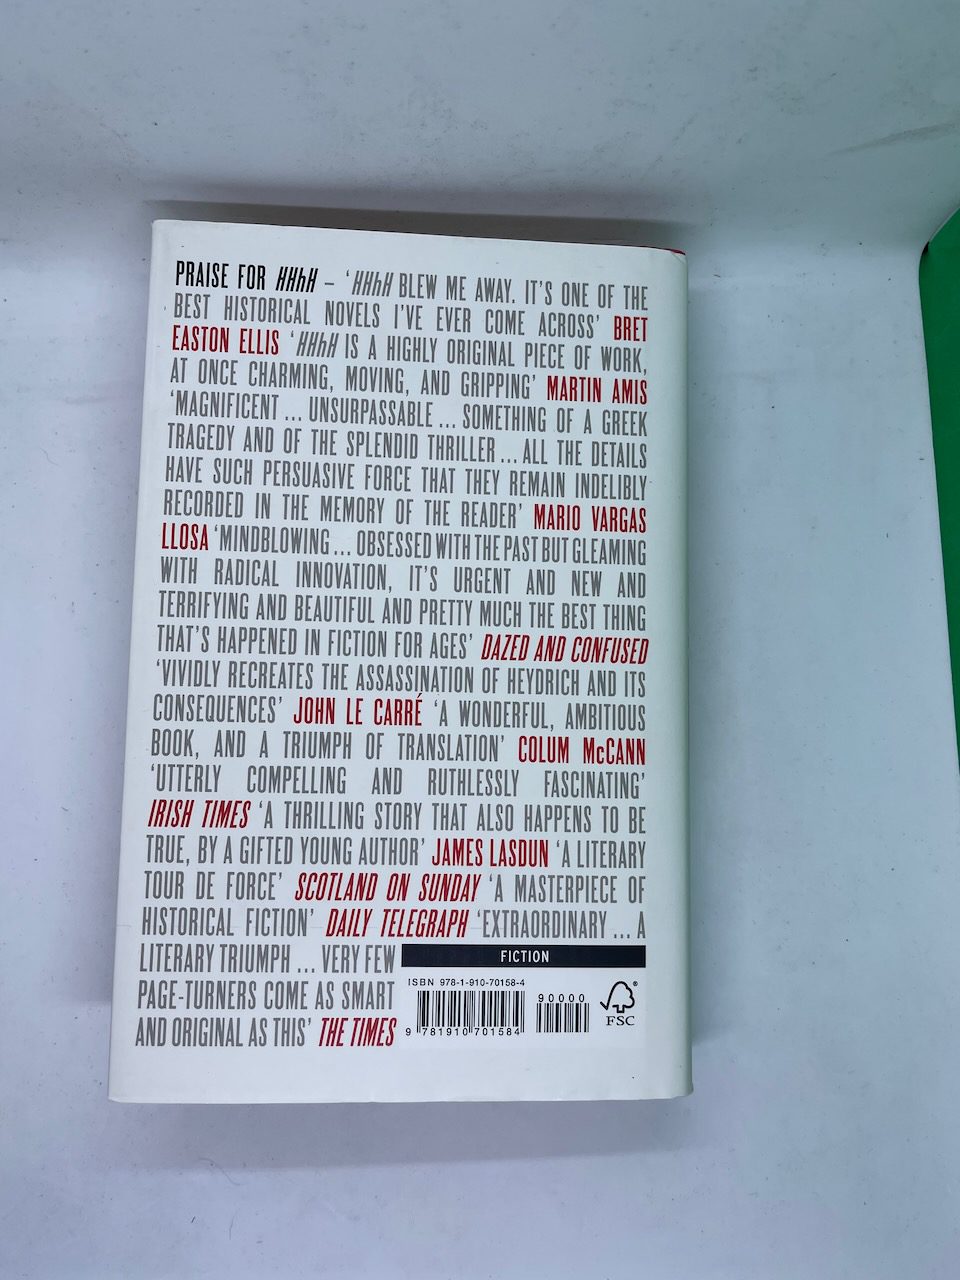 PRAISE FOR HHhH – ‘HHhH BLEW ME AWAY. IT'S ONE OF THE
BEST HISTORICAL NOVELS I'VE EVER COME ACROSS’ BRET
EASTON ELLIS ‘HHhH IS A HIGHLY ORIGINAL PIECE OF WORK,
AT ONCE CHARMING, MOVING, AND GRIPPING’ MARTIN AMIS
‘MAGNIFICENT ... UNSURPASSABLE ... SOMETHING OF A GREEK
TRAGEDY AND OF THE SPLENDID THRILLER ... ALL THE DETAILS
HAVE SUCH PERSUASIVE FORCE THAT THEY REMAIN INDELIBLY
RECORDED IN THE MEMORY OF THE READER’ MARIO VARGAS
LLOSA ‘MINDBLOWING ... OBSESSED WITH THE PAST BUT GLEAMING
WITH RADICAL INNOVATION, IT'S URGENT AND NEW AND
TERRIFYING AND BEAUTIFUL AND PRETTY MUCH THE BEST THING
THAT'S HAPPENED IN FICTION FOR AGES’ DAZED AND CONFUSED
‘VIVIDLY RECREATES THE ASSASSINATION OF HEYDRICH AND ITS
CONSEQUENCES’ JOHN LE CARRÉ ‘A WONDERFUL, AMBITIOUS
BOOK, AND A TRIUMPH OF TRANSLATION’ COLUM McCANN
‘UTTERLY COMPELLING AND RUTHLESSLY FASCINATING’
IRISH TIMES ‘A THRILLING STORY THAT ALSO HAPPENS TO BE
TRUE, BY A GIFTED YOUNG AUTHOR’ JAMES LASDUN ‘A LITERARY
TOUR DE FORCE’ SCOTLAND ON SUNDAY ‘A MASTERPIECE OF
HISTORICAL FICTION’ DAILY TELEGRAPH ‘EXTRAORDINARY ... A
LITERARY TRIUMPH ... VERY FEW
PAGE-TURNERS COME AS SMART
AND ORIGINAL AS THIS’ THE TIMES
FICTION
ISBN 978-1-910-70158-4
90000
9 781910 701584
FSC